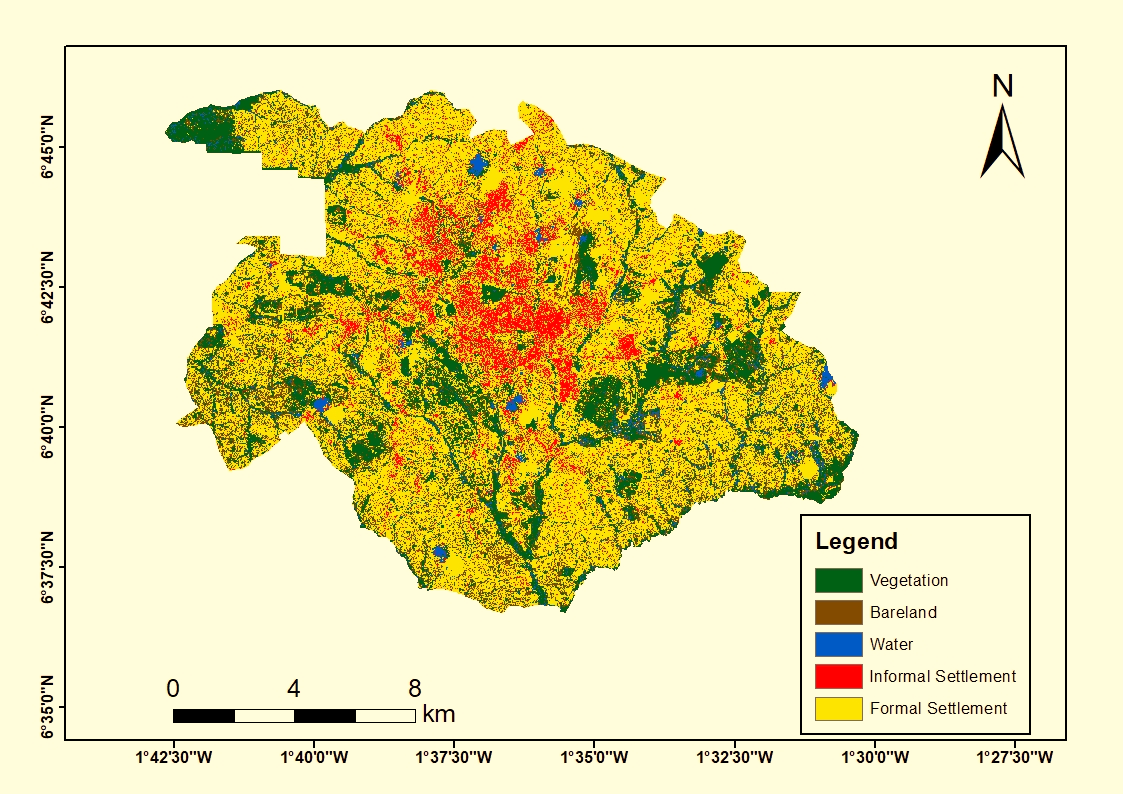 N
6°45'0"N
6°42'30"N
6°40'0"N
6°37'30"N
6°35'0"N
Legend
Vegetation
Bareland
Water
Informal Settlement
Formal Settlement
0 4 8
km
1°42'30"W 1°40'0"W 1°37'30"W 1°35'0"W 1°32'30"W 1°30'0"W 1°27'30"W